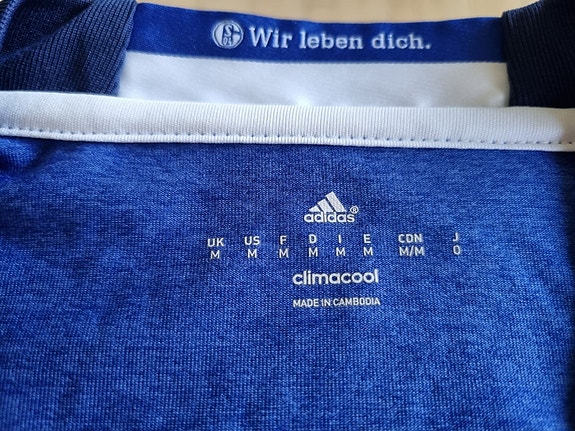 Wir leben dich.
adidas®
UK US F D I E CDN J
M M M M M M M/M O
climacool
MADE IN CAMBODIA